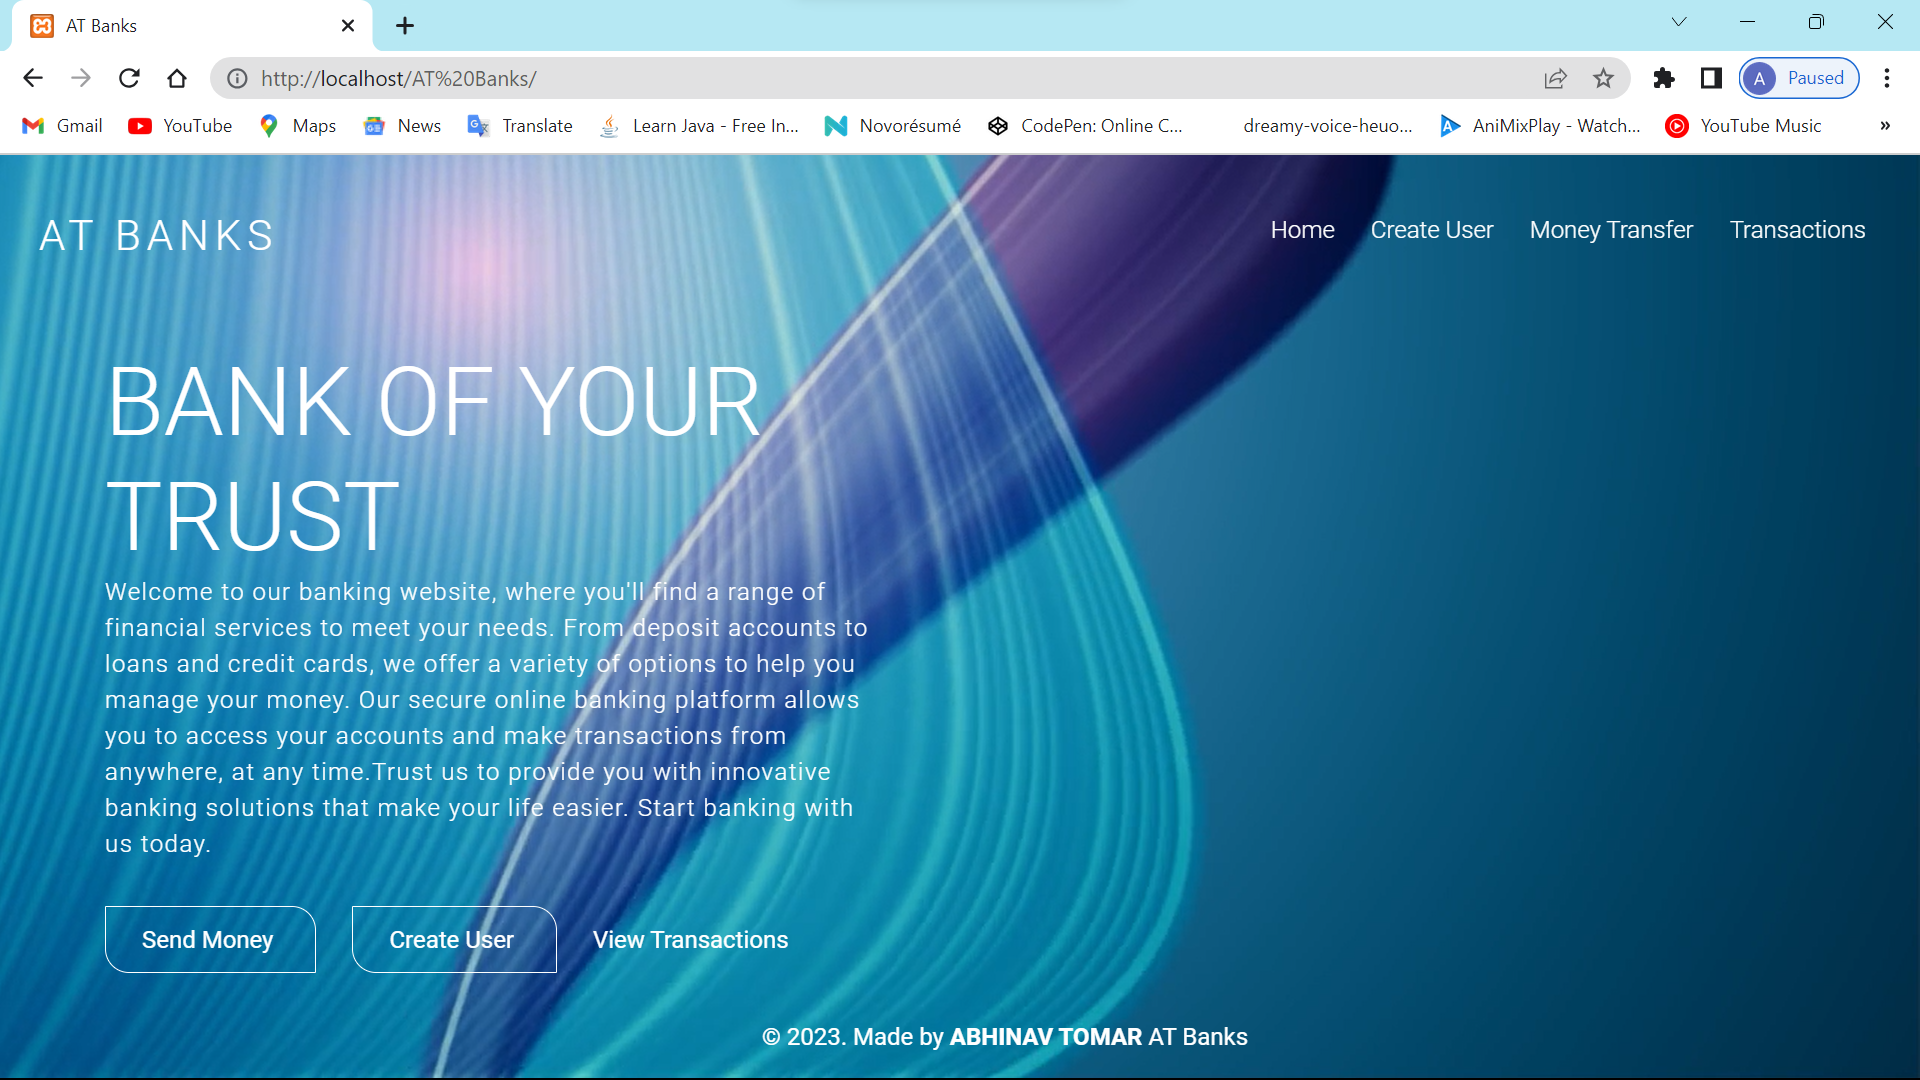 AT Banks
http://localhost/AT%20Banks/
A Paused
Gmail YouTube Maps News Translate Learn Java - Free In... Novorésumé CodePen: Online C... dreamy-voice-heuo... AniMixPlay - Watch... YouTube Music »
AT BANKS
Home Create User Money Transfer Transactions
BANK OF YOUR
TRUST
Welcome to our banking website, where you'll find a range of
financial services to meet your needs. From deposit accounts to
loans and credit cards, we offer a variety of options to help you
manage your money. Our secure online banking platform allows
you to access your accounts and make transactions from
anywhere, at any time.Trust us to provide you with innovative
banking solutions that make your life easier. Start banking with
us today.
Send Money Create User View Transactions
© 2023. Made by ABHINAV TOMAR AT Banks